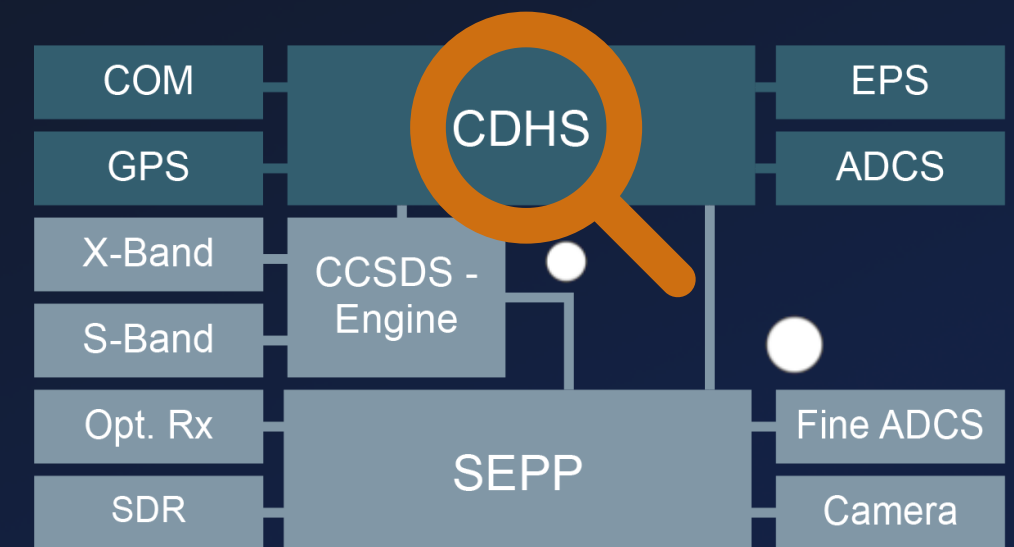 COM
CDHS
EPS
GPS
ADCS
X-Band
CCSDS -
Engine
S-Band
Opt. Rx
SEPP
Fine ADCS
SDR
Camera